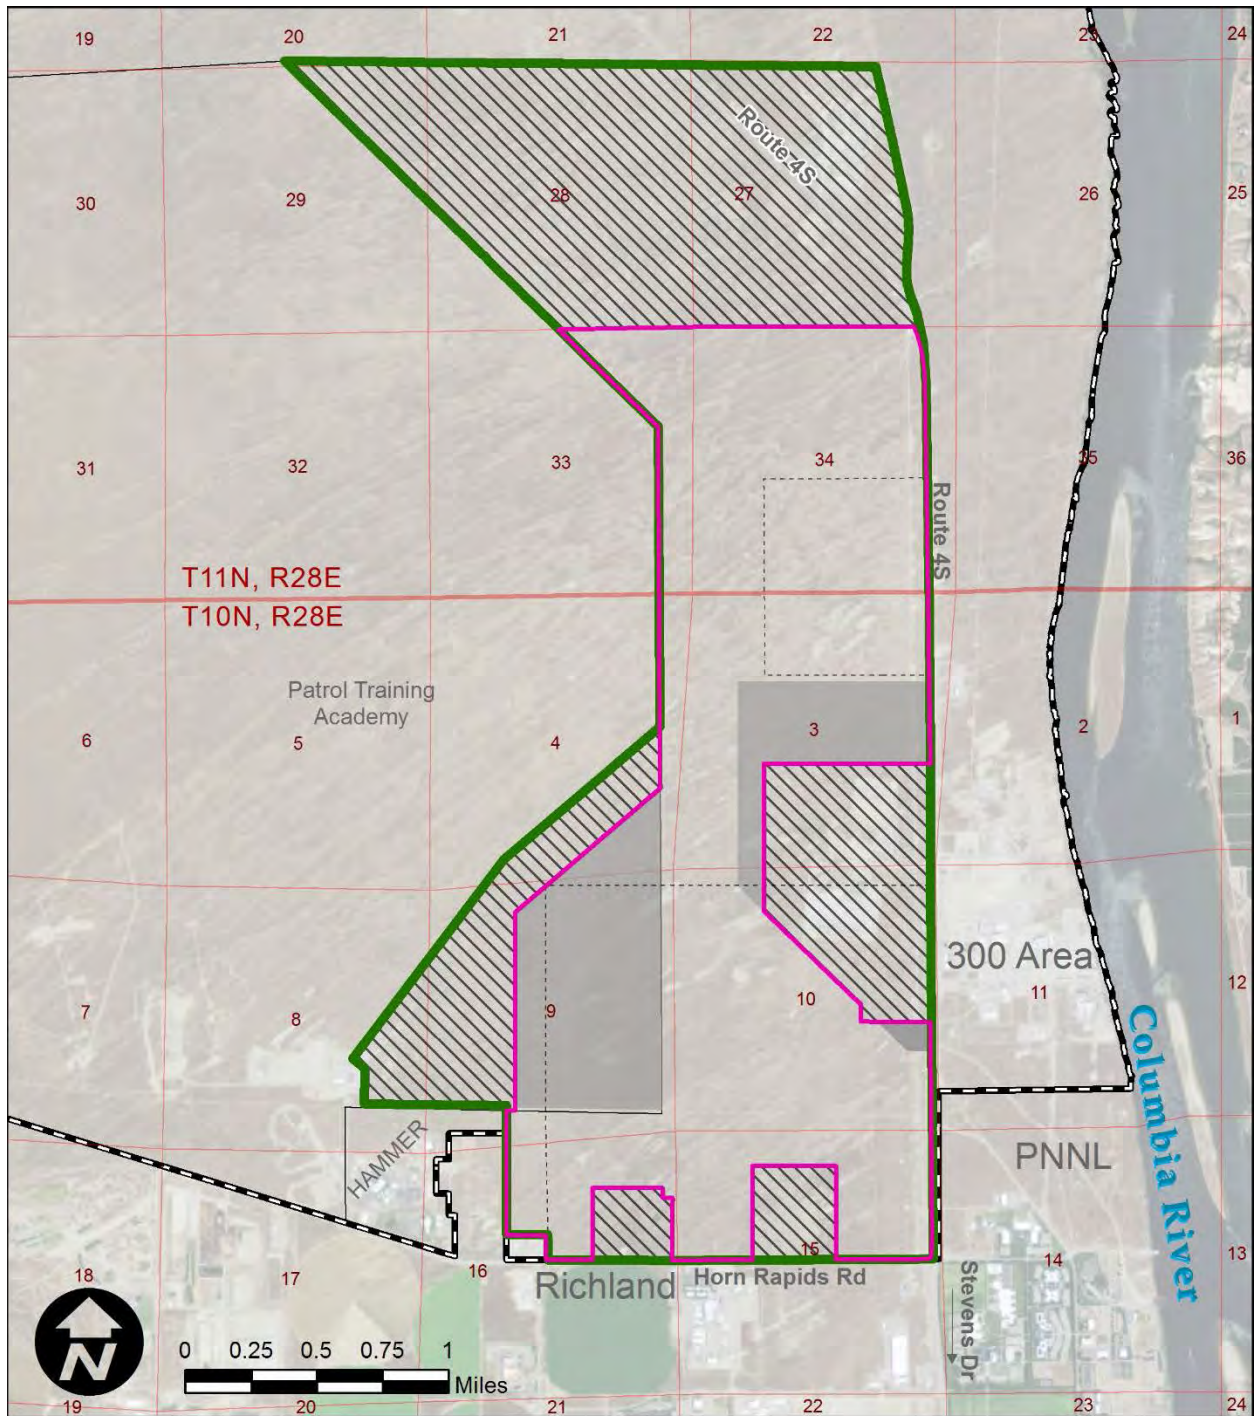 19
20
21
22
23
24
Route 4S
30
29
28
27
26
25
31
32
33
34
35
36
Route 4S
T11N, R28E
T10N, R28E
Patrol Training
Academy
6
5
4
3
2
1
300 Area
7
8
9
10
11
12
Columbia River
HAMMER
PNNL
18
17
16
15
14
13
Richland
Horn Rapids Rd
Stevens Dr
N
0 0.25 0.5 0.75 1
Miles
19
20
21
22
23
24